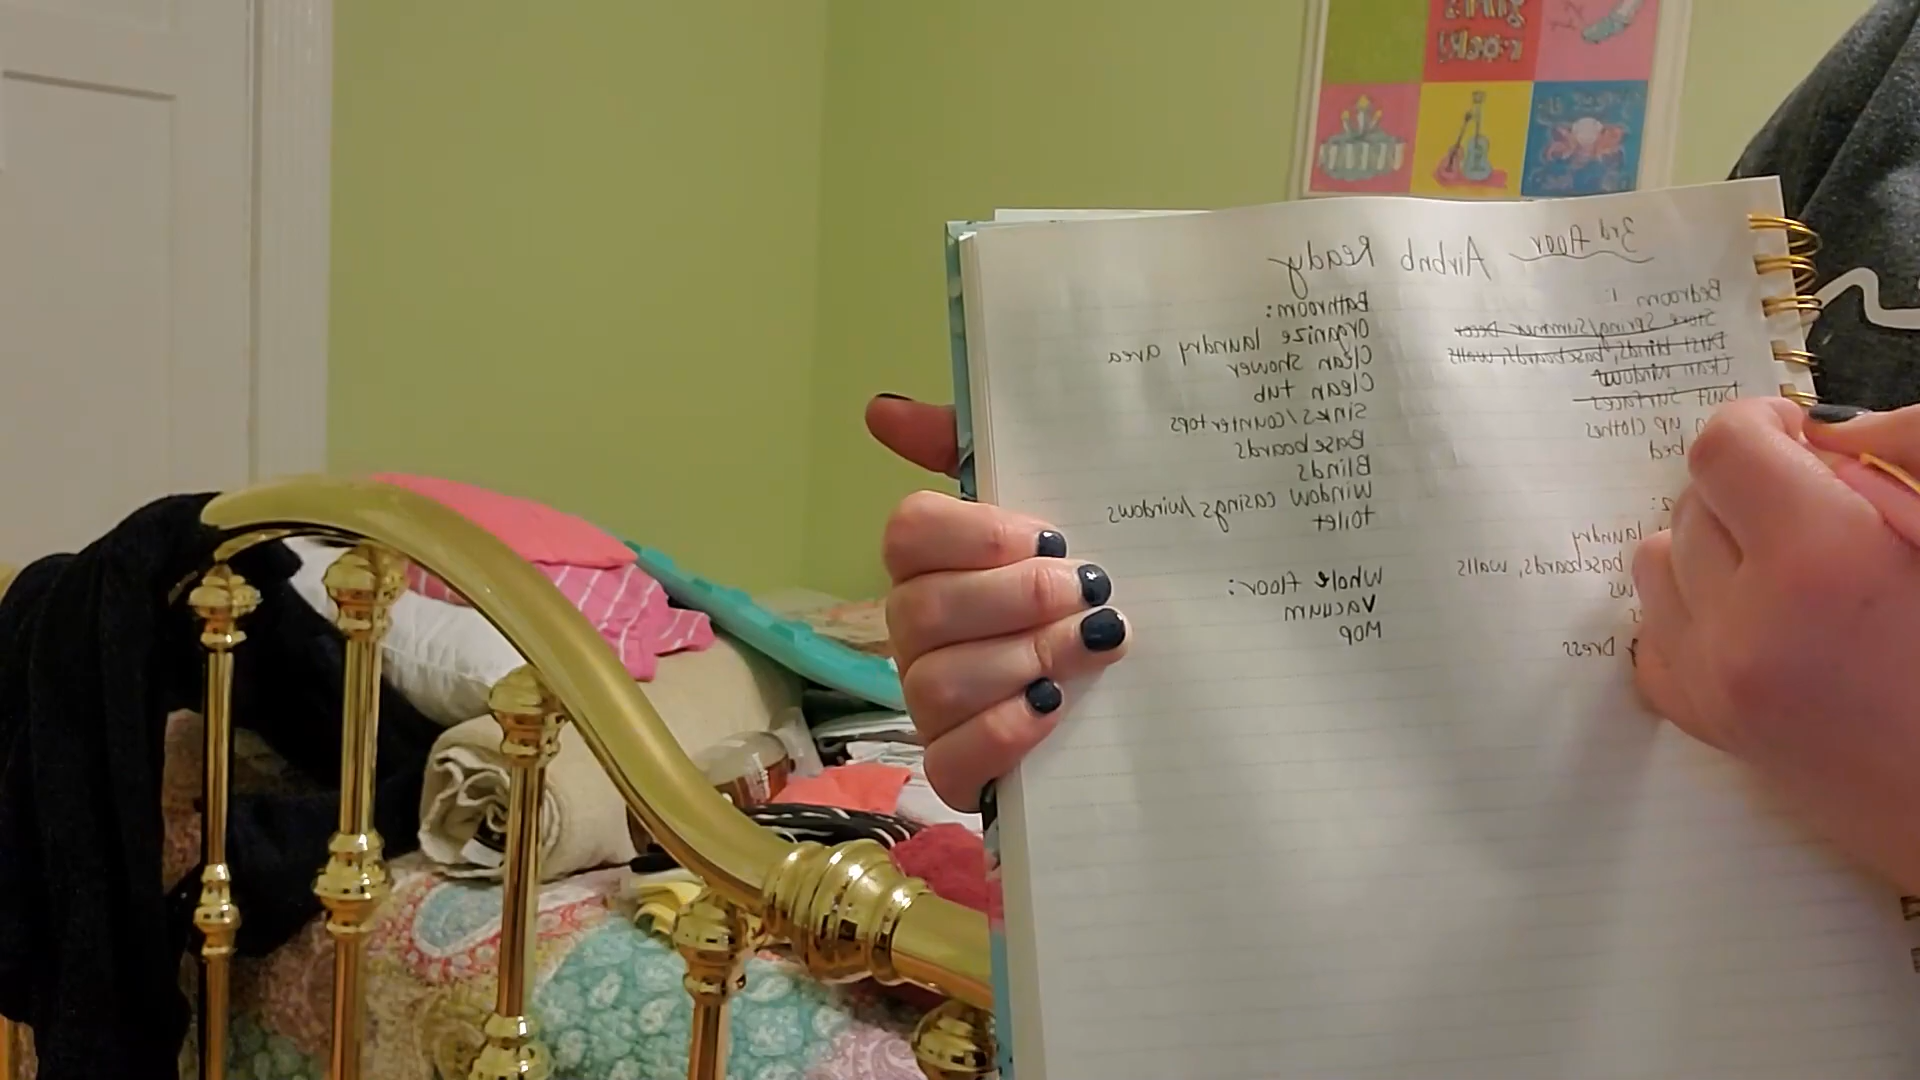 3rd floor Airbnb Ready
Bedroom 1:
Store Spring/Summer Decor
Dust blinds, baseboards, walls
Clean window
Dust Surfaces
up clothes
bed
2:
laundry
baseboards, walls
Dress
Bathroom:
Organize laundry area
Clean shower
Clean tub
Sinks/countertops
Baseboards
Blinds
Window casings/windows
toilet
Whole floor:
Vacuum
Mop